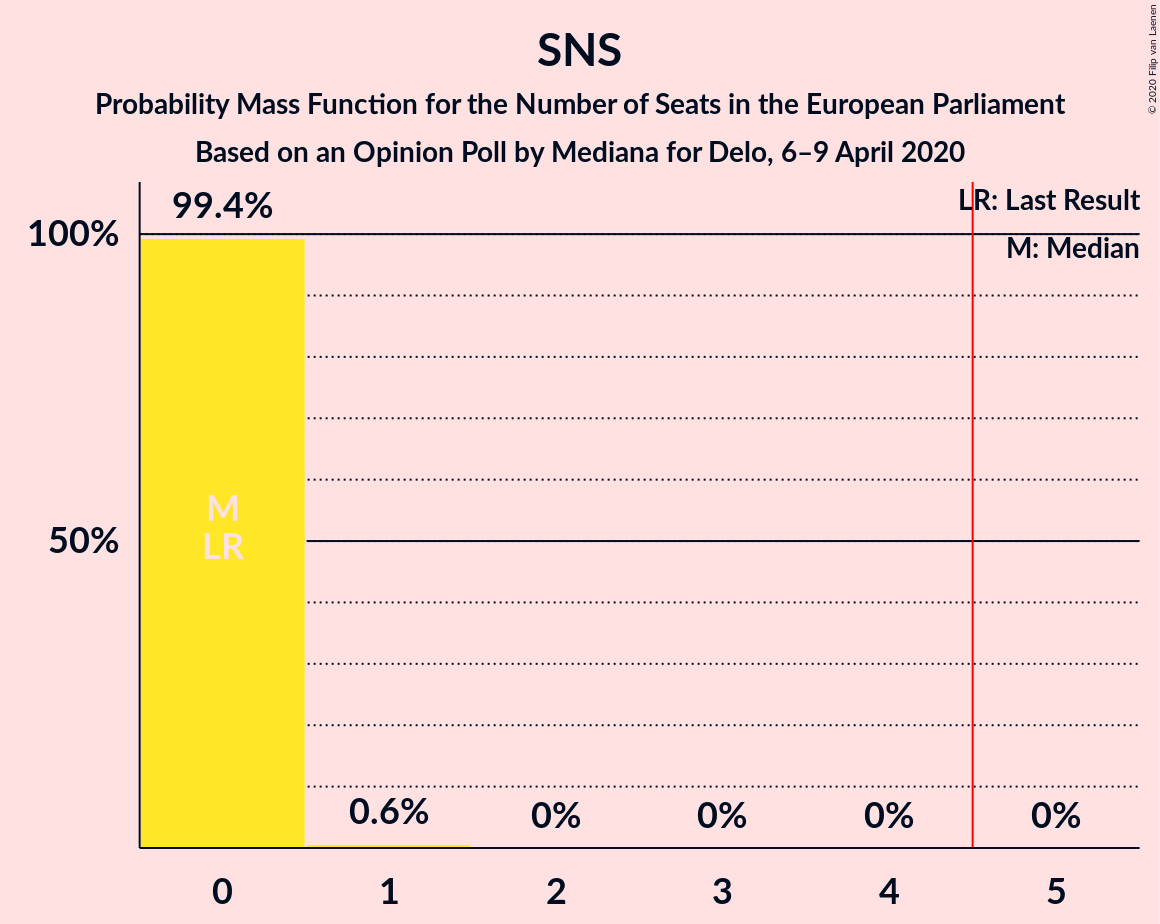 SNS
Probability Mass Function for the Number of Seats in the European Parliament
Based on an Opinion Poll by Mediana for Delo, 6–9 April 2020
© 2020 Filip van Laenen
LR: Last Result
M: Median
99.4%
100%
M
LR
50%
0.6%
0%
0%
0%
0%
0
1
2
3
4
5